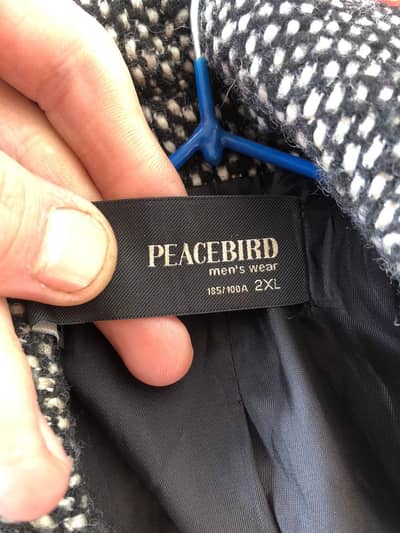 PEACEBIRD
men's wear
185/100A 2XL